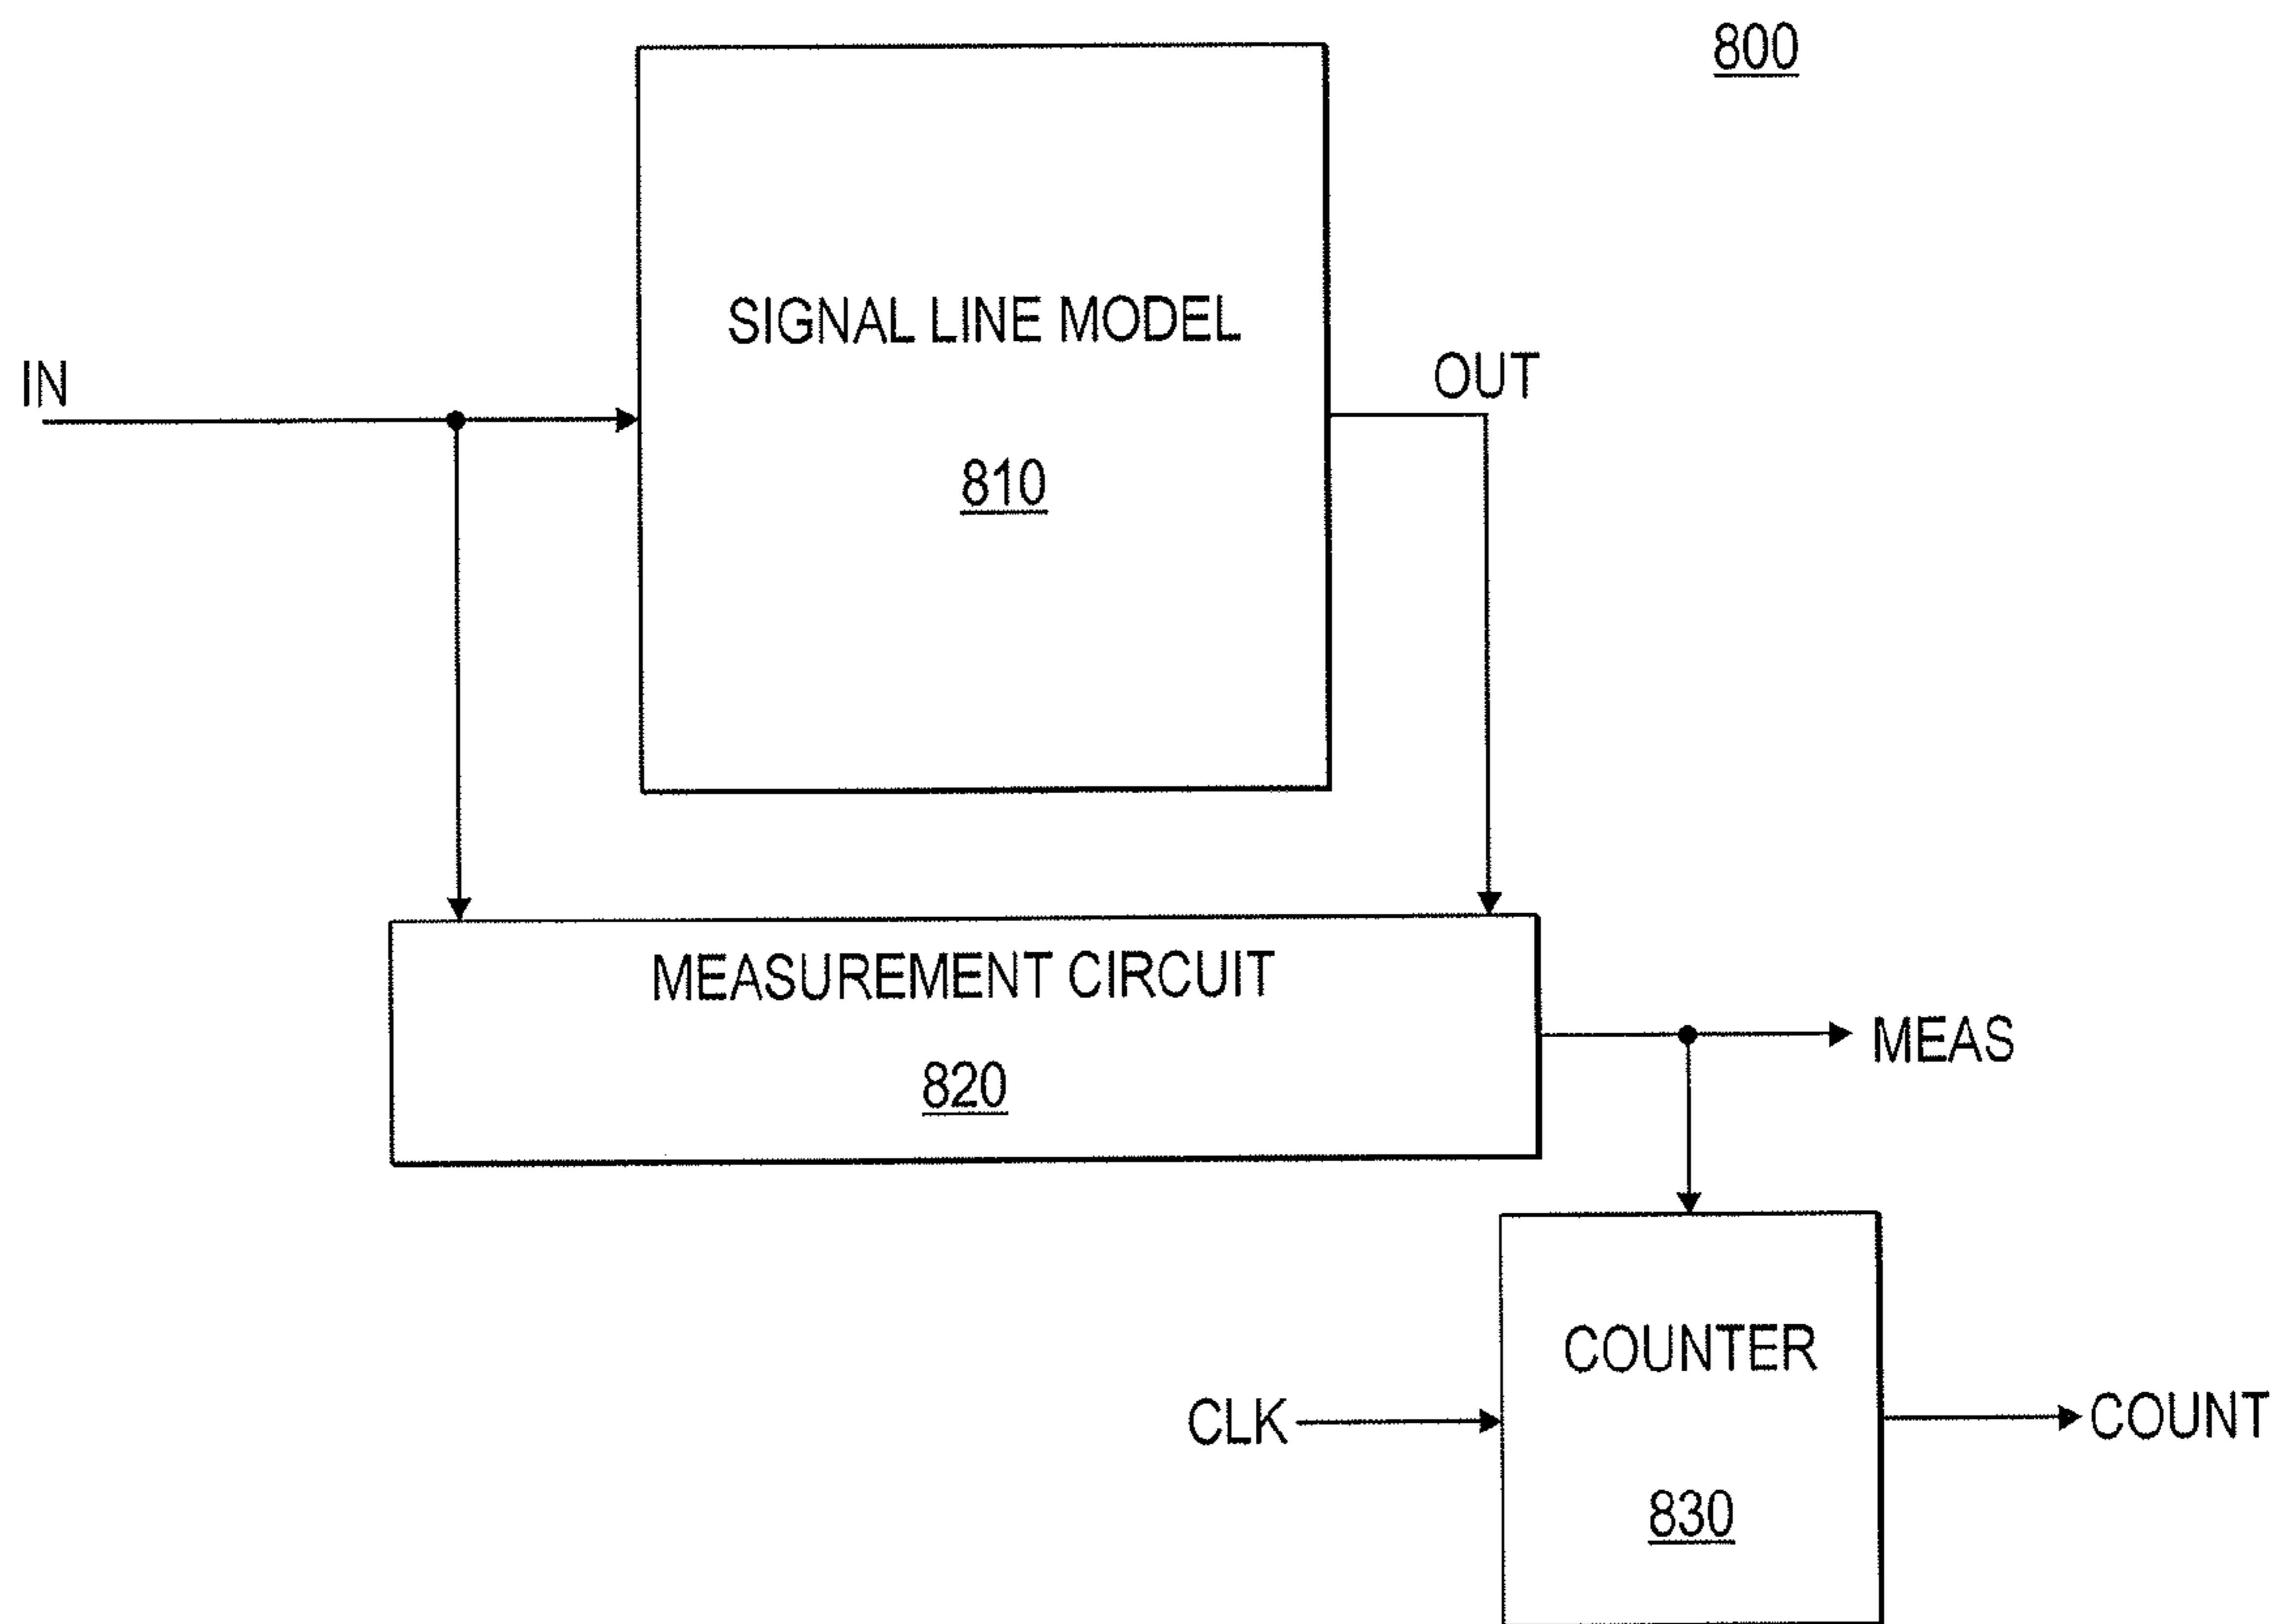 800
SIGNAL LINE MODEL
810
IN
OUT
MEASUREMENT CIRCUIT
820
MEAS
COUNTER
830
CLK
COUNT